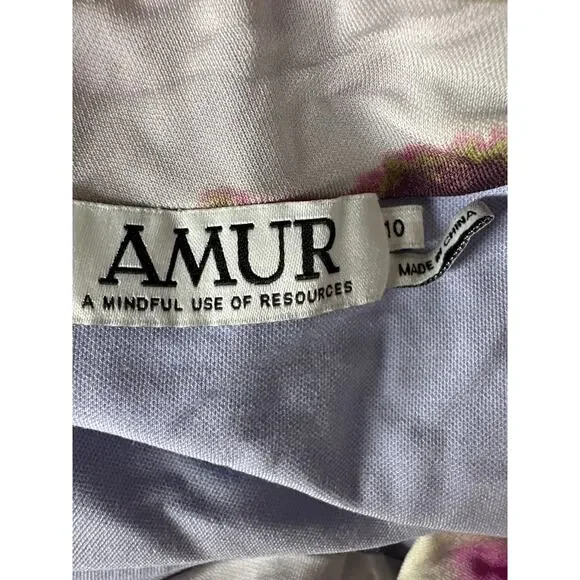 AMUR
A MINDFUL USE OF RESOURCES
10
MADE IN CHINA